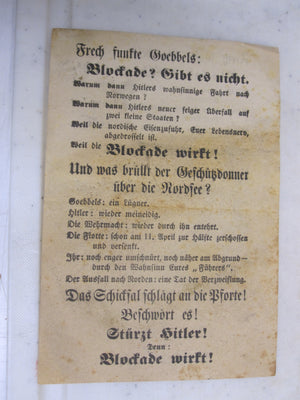 Frech funkte Goebbels:
Blockade? Gibt es nicht.
Warum dann Hitlers wahnsinnige Fahrt nach
Norwegen?
Warum dann Hitlers neuer feiger Überfall auf
zwei kleine Staaten?
Weil die nordische Eisenzufuhr, Euer Lebensnerv,
abgedrosselt ist.
Weil die Blockade wirkt!
Und was brüllt der Geschützdonner
über die Nordsee?
Goebbels: ein Lügner.
Hitler: wieder meineidig.
Die Wehrmacht: wieder durch ihn entehrt.
Die Flotte: schon am 11. April zur Hälfte zerschossen
und versenkt.
Ihr: noch enger umschnürt, noch näher am Abgrund-
durch den Wahnsinn Eures „Führers".
Der Ausfall nach Norden: eine Tat der Verzweiflung.
Das Schicksal schlägt an die Pforte!
Beschwört es!
Stürzt Hitler!
Denn:
Blockade wirkt!